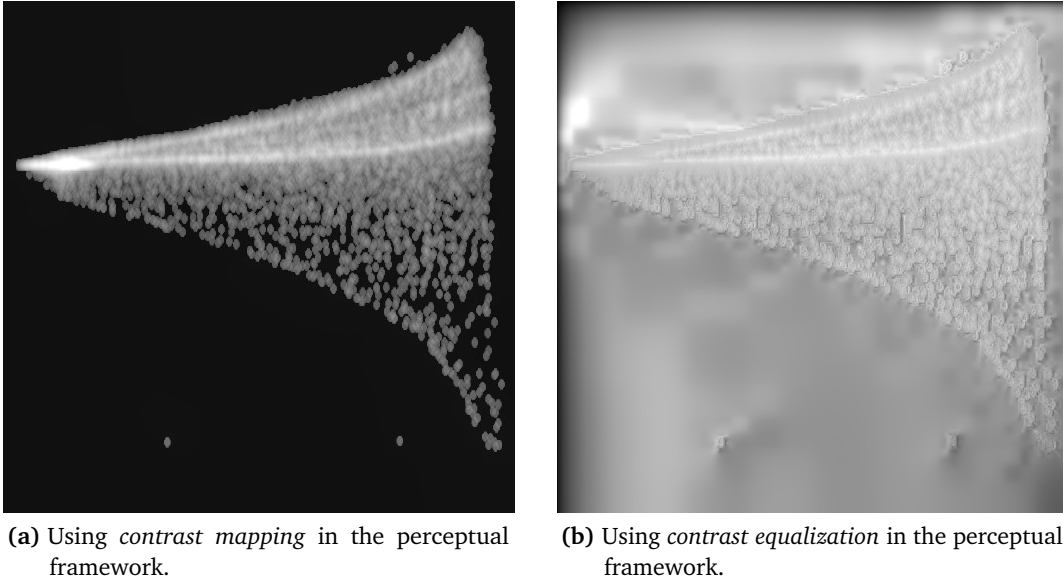 (a) Using contrast mapping in the perceptual
framework.
(b) Using contrast equalization in the perceptual
framework.